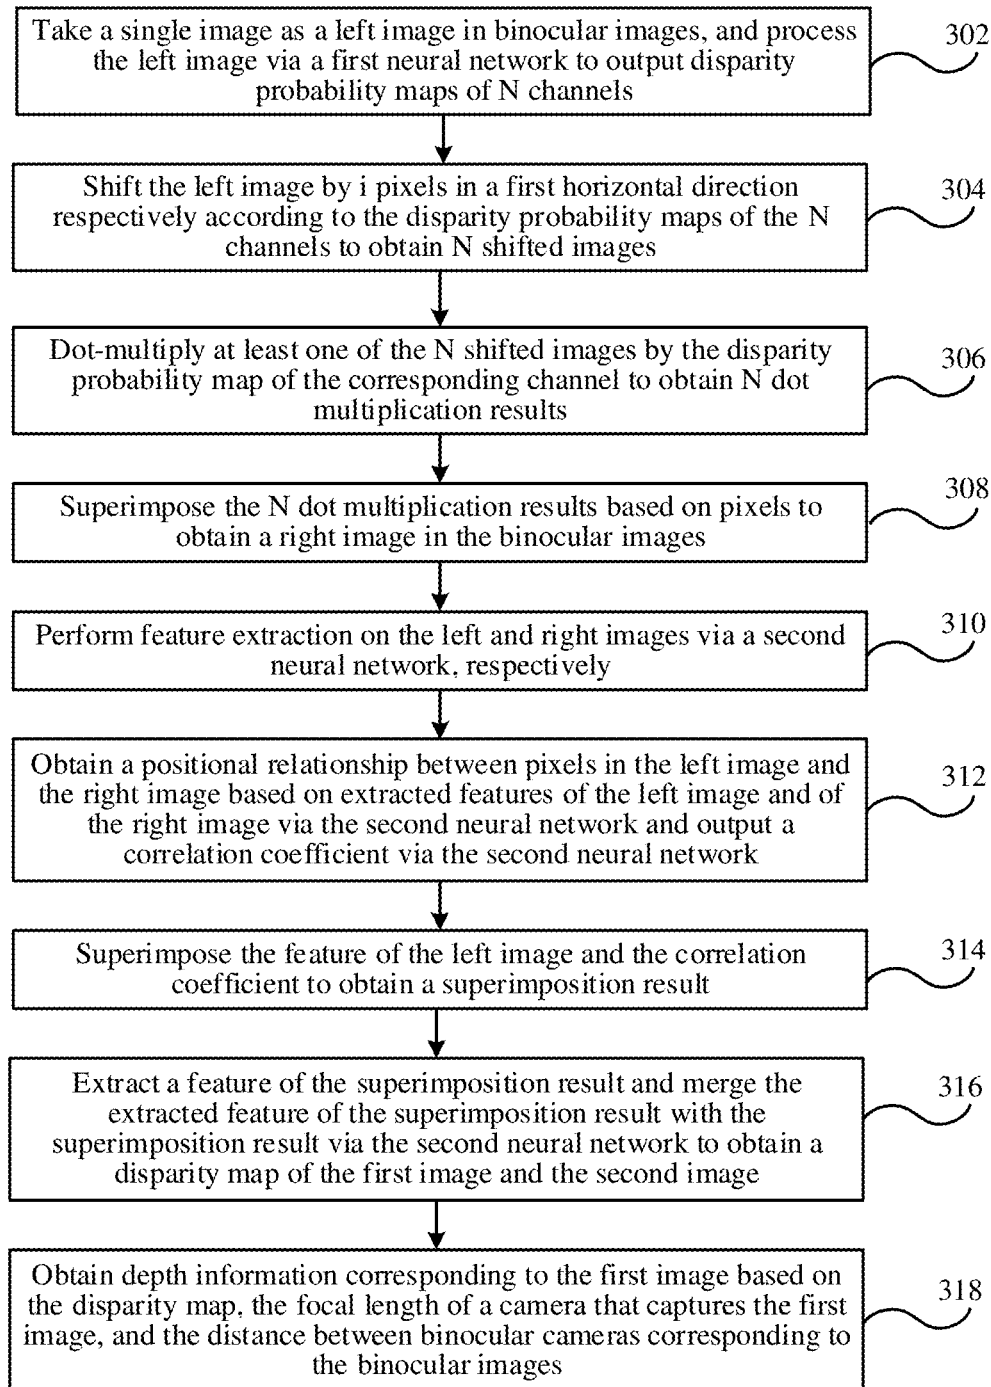 Take a single image as a left image in binocular images, and process
the left image via a first neural network to output disparity
probability maps of N channels
302
Shift the left image by i pixels in a first horizontal direction
respectively according to the disparity probability maps of the N
channels to obtain N shifted images
304
Dot-multiply at least one of the N shifted images by the disparity
probability map of the corresponding channel to obtain N dot
multiplication results
306
Superimpose the N dot multiplication results based on pixels to
obtain a right image in the binocular images
308
Perform feature extraction on the left and right images via a second
neural network, respectively
310
Obtain a positional relationship between pixels in the left image and
the right image based on extracted features of the left image and of
the right image via the second neural network and output a
correlation coefficient via the second neural network
312
Superimpose the feature of the left image and the correlation
coefficient to obtain a superimposition result
314
Extract a feature of the superimposition result and merge the
extracted feature of the superimposition result with the
superimposition result via the second neural network to obtain a
disparity map of the first image and the second image
316
Obtain depth information corresponding to the first image based on
the disparity map, the focal length of a camera that captures the first
image, and the distance between binocular cameras corresponding to
the binocular images
318